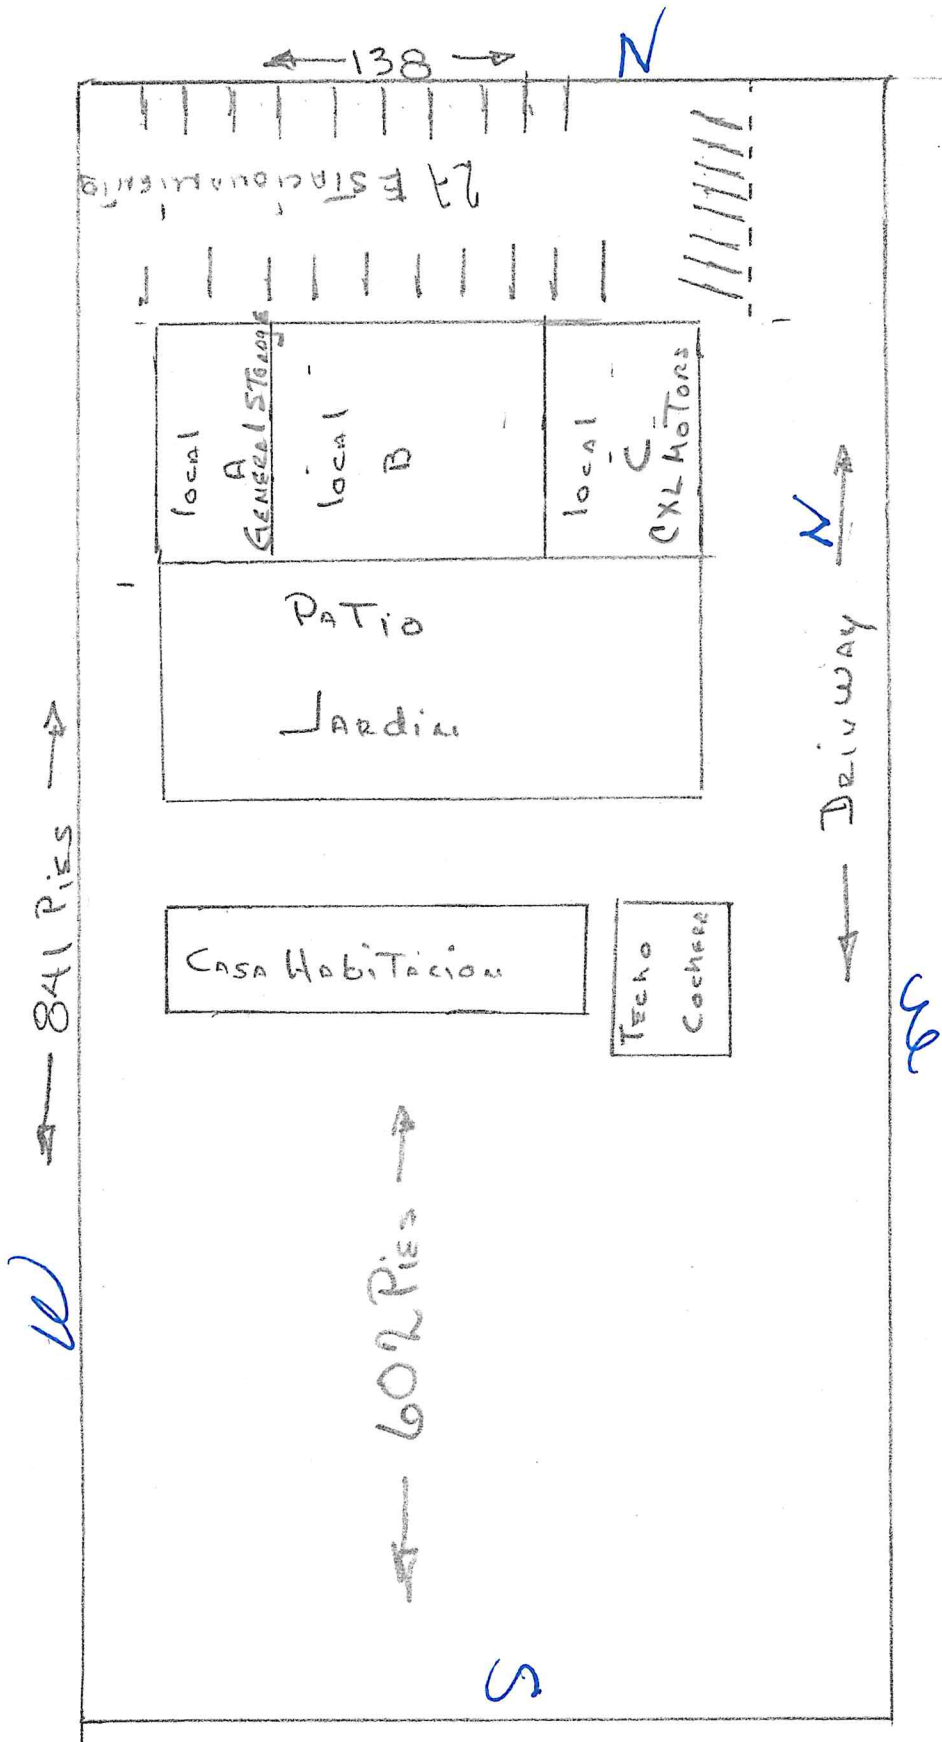 138
N
27 Estacionamiento
local
A
General Storage
local
B
local
C
CXL Motors
Patio
Jardin
N
DrivWay
841 Pies
Casa Habitacion
Techo
Cochera
E
602 Pies
W
S